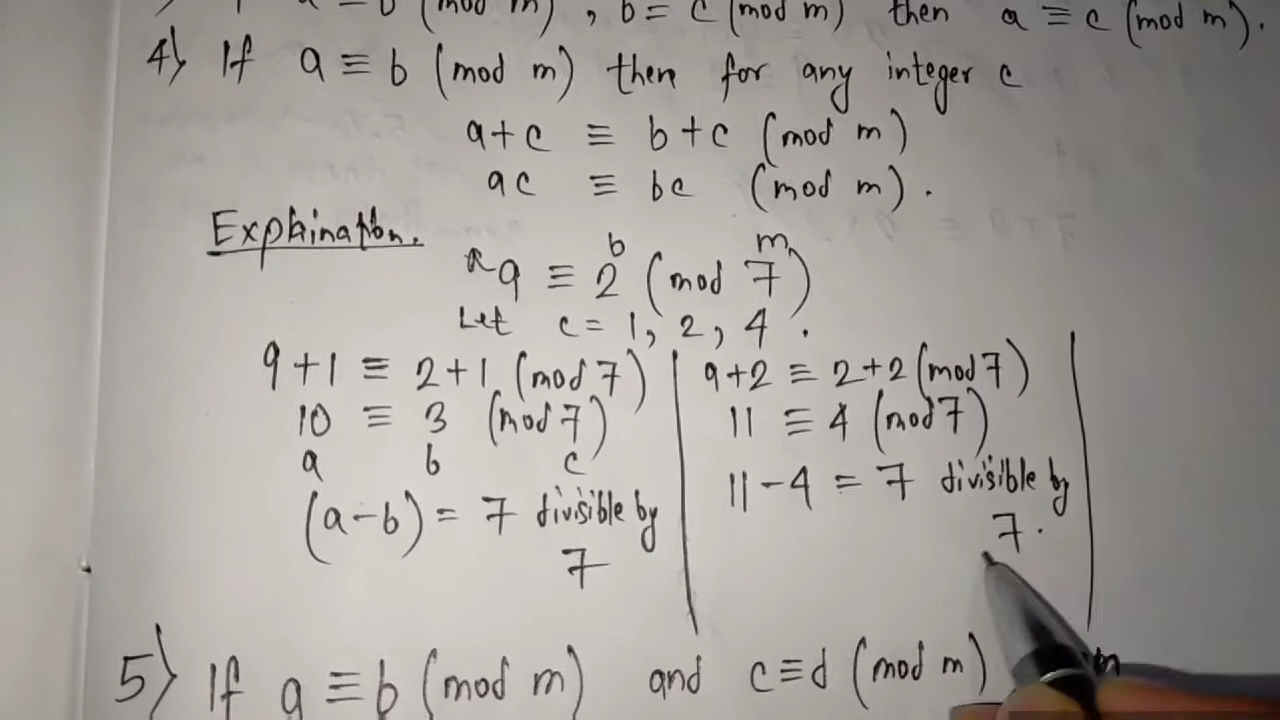 a ≡ b (mod m), b ≡ c (mod m) then a ≡ c (mod m).
4) If a ≡ b (mod m) then for any integer c
a+c ≡ b+c (mod m)
ac ≡ bc (mod m).
Explaination.
b m
a 9 ≡ 2 (mod 7)
Let c = 1, 2, 4.
9+1 ≡ 2+1 (mod 7)
10 ≡ 3 (mod 7)
a b c
(a-b) = 7 divisible by
7
9+2 ≡ 2+2 (mod 7)
11 ≡ 4 (mod 7)
11-4 = 7 divisible by
7.
5) If a ≡ b (mod m) and c ≡ d (mod m)